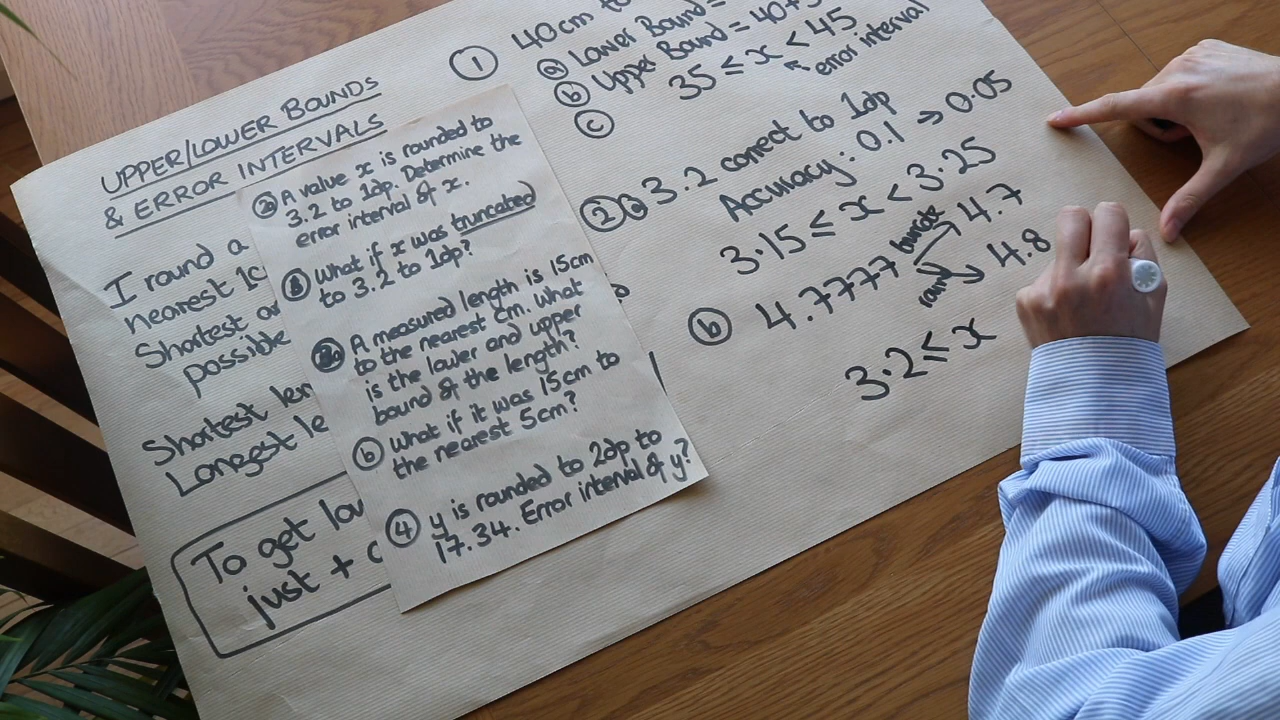 UPPER/LOWER BOUNDS
& ERROR INTERVALS
I round a
nearest 1c
Shortest or
possible
Shortest len
Longest le
To get low
just + 
2a A value x is rounded to
3.2 to 1dp. Determine the
error interval of x.
b What if x was truncated
to 3.2 to 1dp?
3a A measured length is 15cm
to the nearest cm. What
is the lower and upper
bound of the length?
b What if it was 15cm to
the nearest 5cm?
4 y is rounded to 2dp to
17.34. Error interval of y?
1 40cm to
a Lower Bound =
b Upper Bound = 40+5
c 35 ≤ x < 45
error interval
2 a 3.2 correct to 1dp
Accuracy : 0.1 → 0.05
3.15 ≤ x < 3.25
b 4.7777 truncate 4.7
round 4.8
3.2 ≤ x